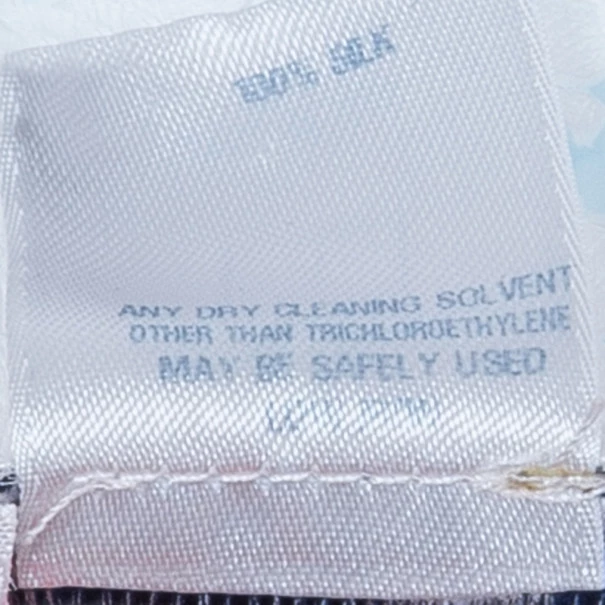 100% SILK
ANY DRY CLEANING SOLVENT
OTHER THAN TRICHLOROETHYLENE
MAY BE SAFELY USED